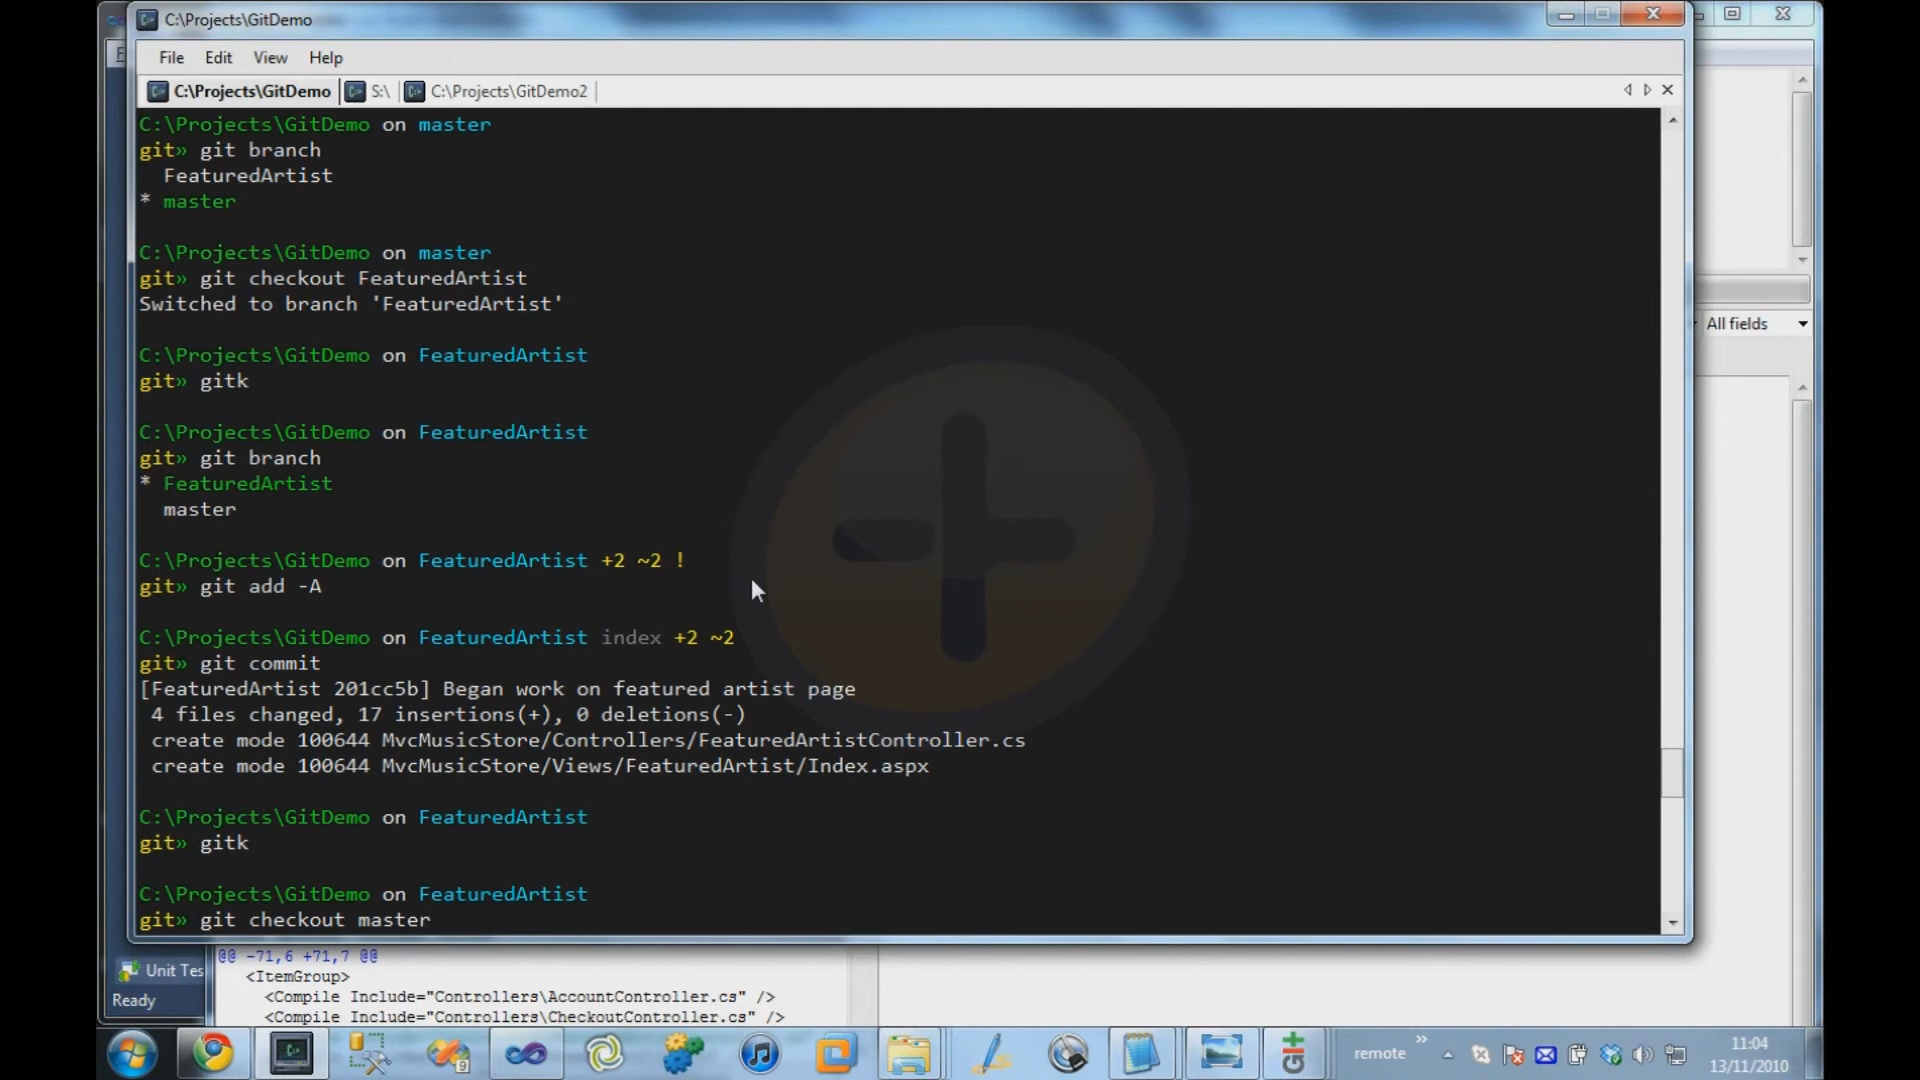 C:\Projects\GitDemo
File Edit View Help
C:\Projects\GitDemo S:\ C:\Projects\GitDemo2
C:\Projects\GitDemo on master
git» git branch
FeaturedArtist
* master
C:\Projects\GitDemo on master
git» git checkout FeaturedArtist
Switched to branch 'FeaturedArtist'
All fields
C:\Projects\GitDemo on FeaturedArtist
git» gitk
C:\Projects\GitDemo on FeaturedArtist
git» git branch
* FeaturedArtist
master
C:\Projects\GitDemo on FeaturedArtist +2 ~2 !
git» git add -A
C:\Projects\GitDemo on FeaturedArtist index +2 ~2
git» git commit
[FeaturedArtist 201cc5b] Began work on featured artist page
4 files changed, 17 insertions(+), 0 deletions(-)
create mode 100644 MvcMusicStore/Controllers/FeaturedArtistController.cs
create mode 100644 MvcMusicStore/Views/FeaturedArtist/Index.aspx
C:\Projects\GitDemo on FeaturedArtist
git» gitk
C:\Projects\GitDemo on FeaturedArtist
git» git checkout master
@@ -71,6 +71,7 @@
<ItemGroup>
<Compile Include="Controllers\AccountController.cs" />
<Compile Include="Controllers\CheckoutController.cs" />
Unit Tes
Ready
remote
11:04
13/11/2010